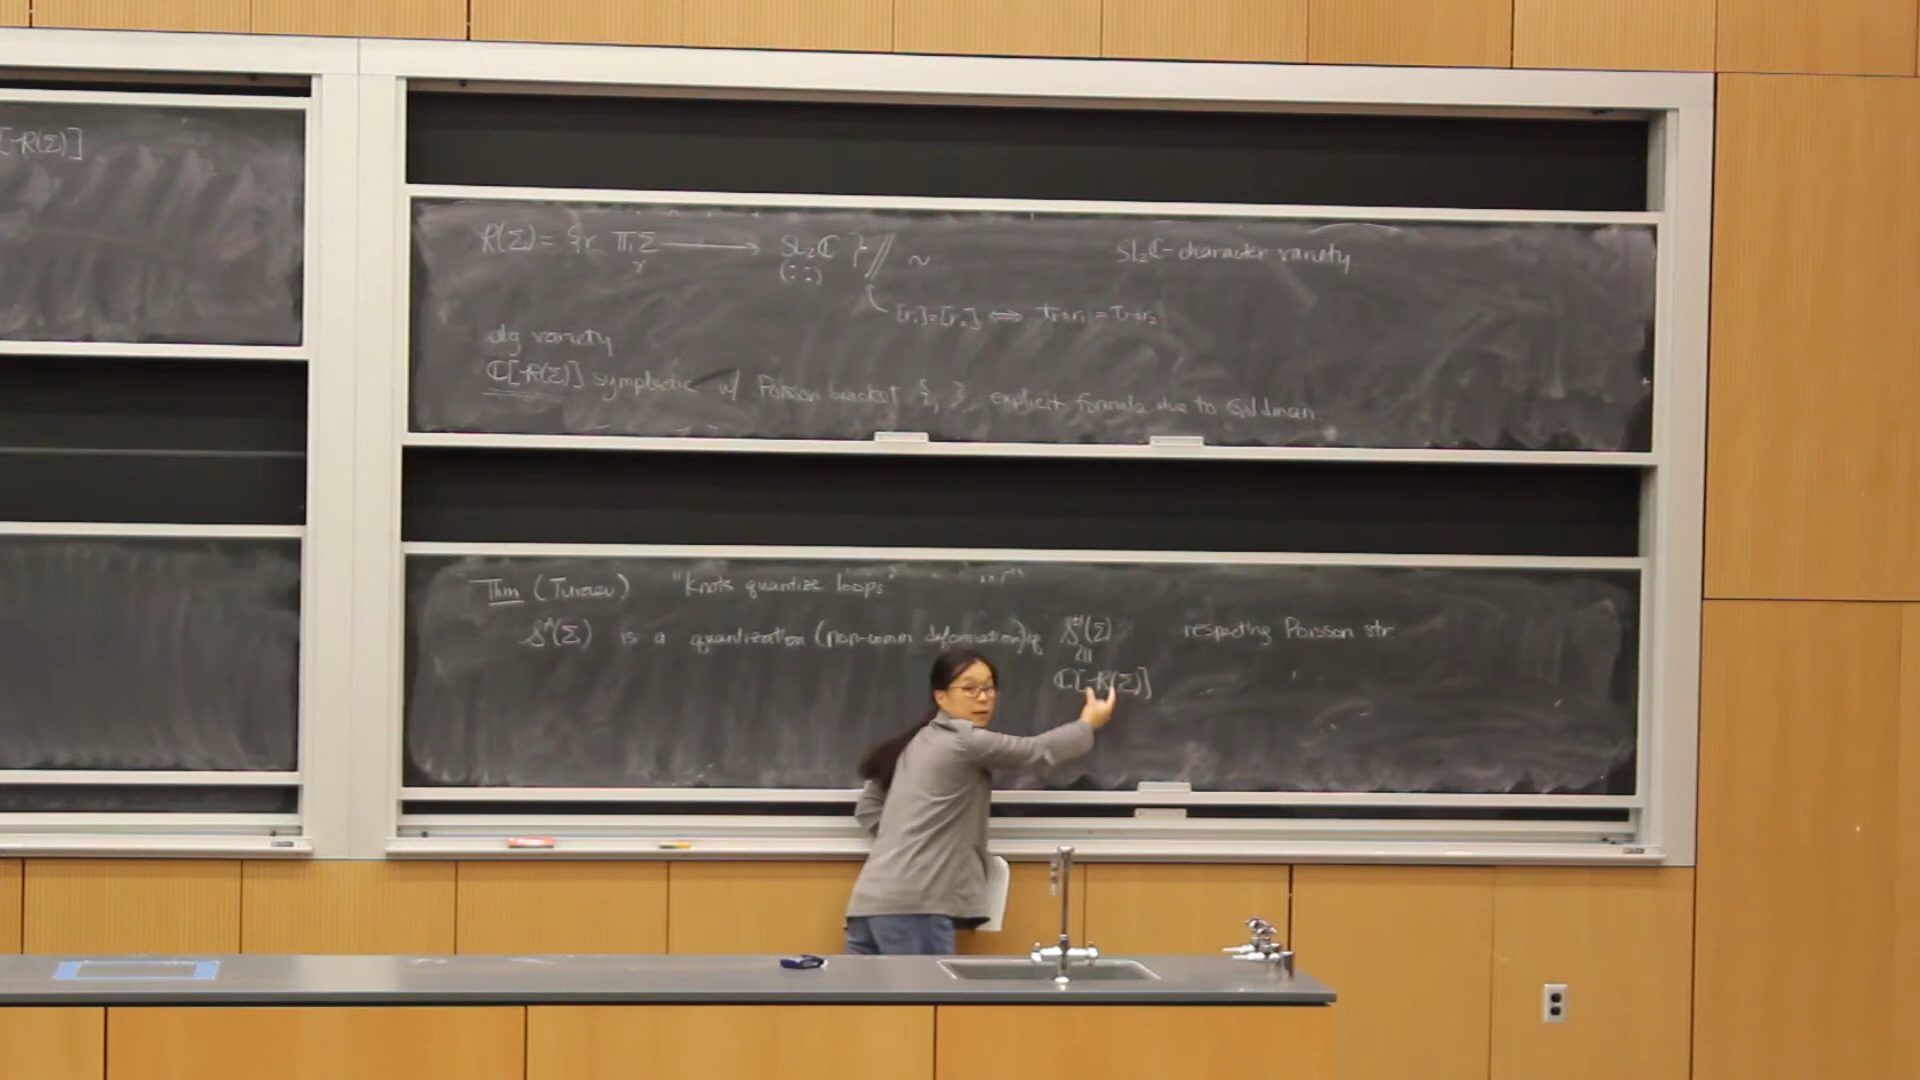 [R(Σ)]
R(Σ) = {r π₁Σ ⟶ SL₂ℂ } // ~ SL₂ℂ-character variety
r (: :)
[r₁]=[r₂] ⟺ Tr∘r₁ = Tr∘r₂
alg variety
ℂ[R(Σ)] symplectic w/ Poisson bracket {,} explicit formula due to Goldman
Thm (Turaev) "Knots quantize loops"
𝒮ᴬ(Σ) is a quantization (non-comm deformation) of 𝒮(Σ) respecting Poisson str.
ℂ[R(Σ)]